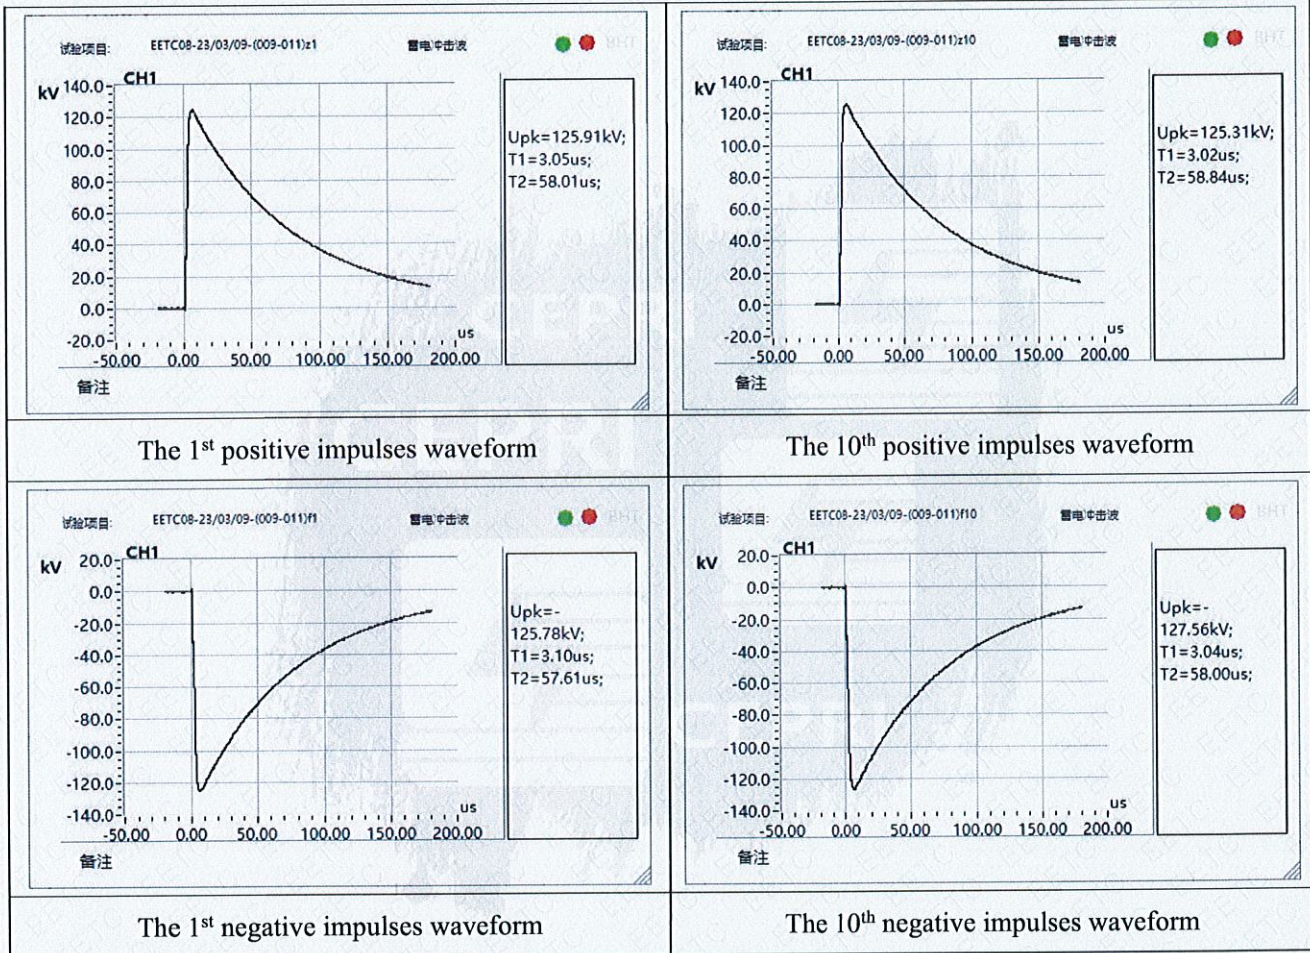 试验项目: EETC08-23/03/09-(009-011)z1 雷电冲击波
CH1
kV
140.0
120.0
100.0
80.0
60.0
40.0
20.0
0.0
-20.0
us
-50.00 0.00 50.00 100.00 150.00 200.00
备注
Upk=125.91kV;
T1=3.05us;
T2=58.01us;
The 1st positive impulses waveform
试验项目: EETC08-23/03/09-(009-011)z10 雷电冲击波
CH1
kV
140.0
120.0
100.0
80.0
60.0
40.0
20.0
0.0
-20.0
us
-50.00 0.00 50.00 100.00 150.00 200.00
备注
Upk=125.31kV;
T1=3.02us;
T2=58.84us;
The 10th positive impulses waveform
试验项目: EETC08-23/03/09-(009-011)f1 雷电冲击波
CH1
kV
20.0
0.0
-20.0
-40.0
-60.0
-80.0
-100.0
-120.0
-140.0
us
-50.00 0.00 50.00 100.00 150.00 200.00
备注
Upk=-
125.78kV;
T1=3.10us;
T2=57.61us;
The 1st negative impulses waveform
试验项目: EETC08-23/03/09-(009-011)f10 雷电冲击波
CH1
kV
20.0
0.0
-20.0
-40.0
-60.0
-80.0
-100.0
-120.0
-140.0
us
-50.00 0.00 50.00 100.00 150.00 200.00
备注
Upk=-
127.56kV;
T1=3.04us;
T2=58.00us;
The 10th negative impulses waveform